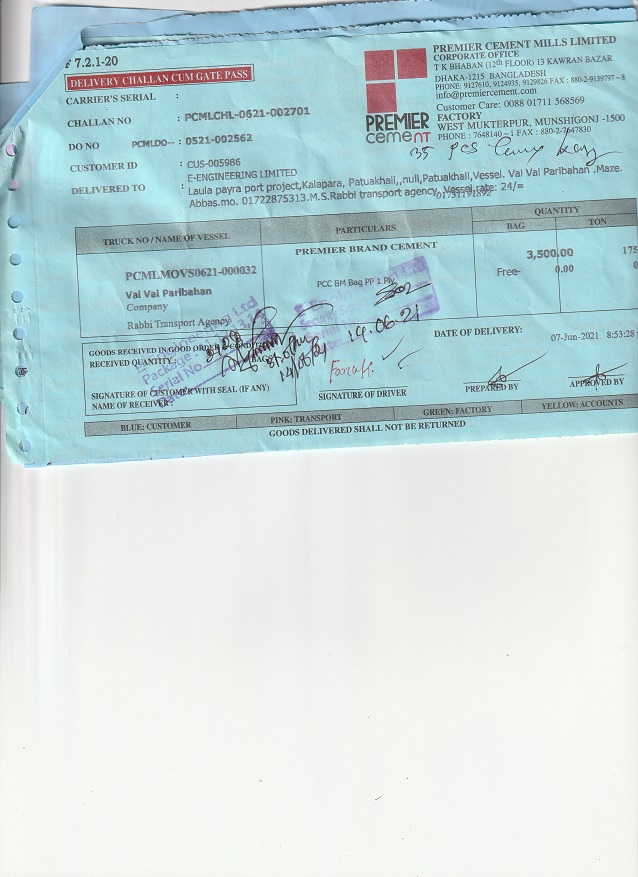 F 7.2.1-20
DELIVERY CHALLAN CUM GATE PASS
PREMIER CEMENT MILLS LIMITED
CORPORATE OFFICE
T K BHABAN (12th FLOOR) 13 KAWRAN BAZAR
DHAKA-1215 BANGLADESH
PHONE: 9127610, 9124935, 9129826 FAX : 880-2-9139797 – 8
info@premiercement.com
Customer Care: 0088 01711 568569
FACTORY
WEST MUKTERPUR, MUNSHIGONJ -1500
PHONE : 7648140 – 1 FAX : 880-2-7647830
PREMIER
cement
CARRIER'S SERIAL :
CHALLAN NO : PCMLCHL-0621-002701
DO NO PCMLDO-- : 0521-002562
35 pcs
CUSTOMER ID : CUS-005986
E-ENGINEERING LIMITED
DELIVERED TO : Laula payra port project,Kalapara, Patuakhali,,null,Patuakhali,Vessel. Vai Vai Paribahan .Maze.
Abbas.mo. 01722875313.M.S.Rabbi transport agency Vessel rate: 24/=
TRUCK NO / NAME OF VESSEL PARTICULARS QUANTITY
BAG TON
PREMIER BRAND CEMENT
3,500.00 175
PCMLMOVS0621-000032
PCC BM Bag PP 1 Ply
Free- 0.00 0
Vai Vai Paribahan
Company
Rabbi Transport Agency
14.06.21
GOODS RECEIVED IN GOOD ORDER & CONDITION
RECEIVED QUANTITY:
DATE OF DELIVERY: 07-Jun-2021 8:53:28
14/06/21
SIGNATURE OF CUSTOMER WITH SEAL (IF ANY)
NAME OF RECEIVER:
SIGNATURE OF DRIVER
PREPARED BY
APPROVED BY
BLUE: CUSTOMER PINK: TRANSPORT GREEN: FACTORY YELLOW: ACCOUNTS
GOODS DELIVERED SHALL NOT BE RETURNED